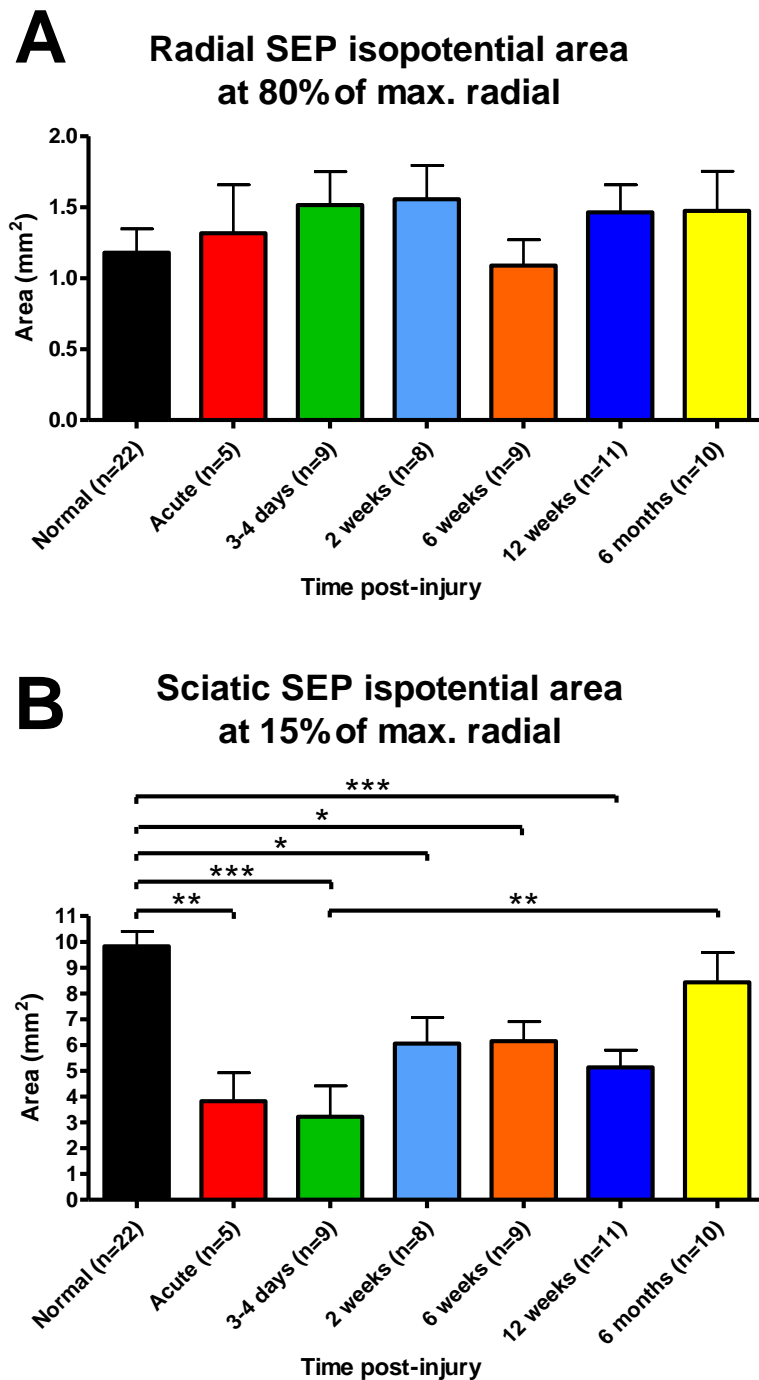 A
Radial SEP isopotential area
at 80% of max. radial
2.0
1.5
1.0
0.5
0.0
Area (mm²)
Normal (n=22)
Acute (n=5)
3-4 days (n=9)
2 weeks (n=8)
6 weeks (n=9)
12 weeks (n=11)
6 months (n=10)
Time post-injury
B
Sciatic SEP ispotential area
at 15% of max. radial
***
*
*
***
**
**
11
10
9
8
7
6
5
4
3
2
1
0
Area (mm²)
Normal (n=22)
Acute (n=5)
3-4 days (n=9)
2 weeks (n=8)
6 weeks (n=9)
12 weeks (n=11)
6 months (n=10)
Time post-injury